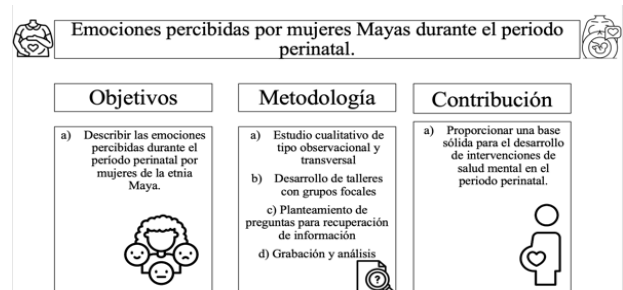 Emociones percibidas por mujeres Mayas durante el periodo
perinatal.
Objetivos
a) Describir las emociones
percibidas durante el
período perinatal por
mujeres de la etnia
Maya.
Metodología
a) Estudio cualitativo de
tipo observacional y
transversal
b) Desarrollo de talleres
con grupos focales
c) Planteamiento de
preguntas para recuperación
de información
d) Grabación y análisis
Contribución
a) Proporcionar una base
sólida para el desarrollo
de intervenciones de
salud mental en el
periodo perinatal.